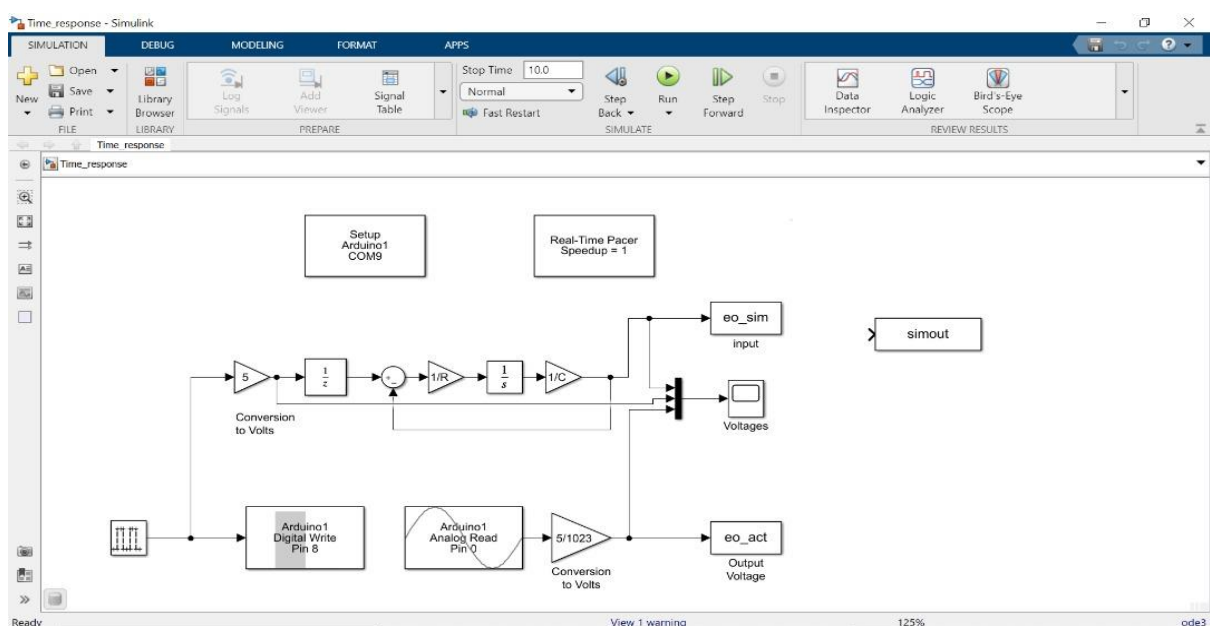 Time_response - Simulink
SIMULATION DEBUG MODELING FORMAT APPS
New
Open
Save
Print
FILE
Library
Browser
LIBRARY
Log
Signals
Add
Viewer
Signal
Table
PREPARE
Stop Time 10.0
Normal
Fast Restart
Step
Back
Run
Step
Forward
Stop
SIMULATE
Data
Inspector
Logic
Analyzer
Bird's-Eye
Scope
REVIEW RESULTS
Time_response
Time_response
Setup
Arduino1
COM9
Real-Time Pacer
Speedup = 1
eo_sim
input
simout
5
Conversion
to Volts
1
z
+
-
1/R
1
s
1/C
Voltages
Arduino1
Digital Write
Pin 8
Arduino1
Analog Read
Pin 0
5/1023
Conversion
to Volts
eo_act
Output
Voltage
Ready
View 1 warning
125%
ode3